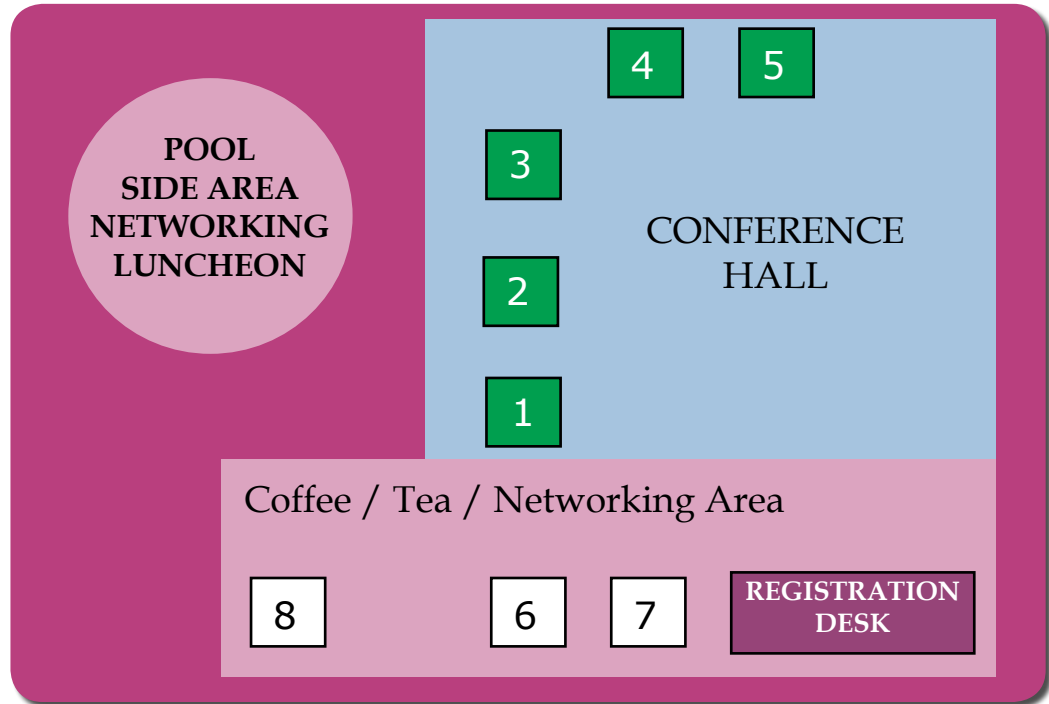 4
5
POOL
SIDE AREA
NETWORKING
LUNCHEON
3
CONFERENCE
HALL
2
1
Coffee / Tea / Networking Area
8
6
7
REGISTRATION
DESK